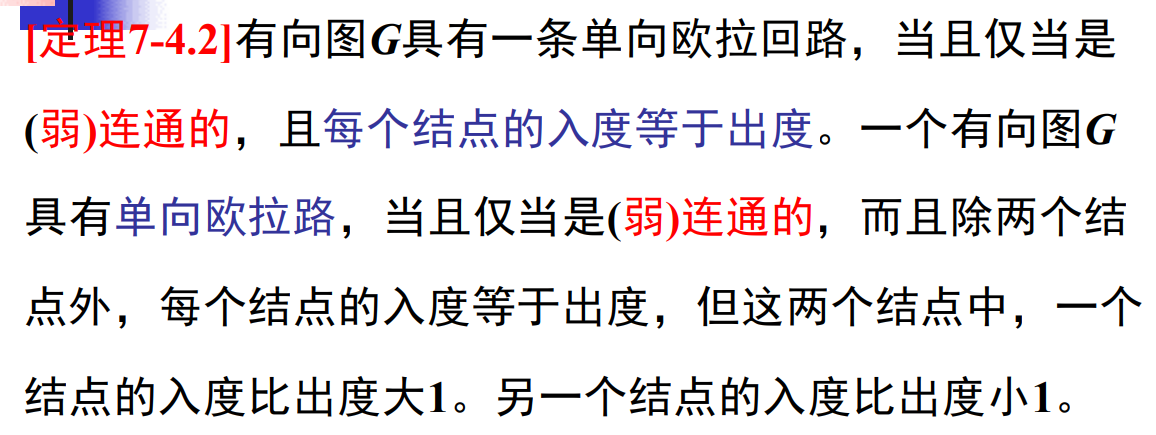 [定理7-4.2]有向图G具有一条单向欧拉回路，当且仅当是
(弱)连通的，且每个结点的入度等于出度。一个有向图G
具有单向欧拉路，当且仅当是(弱)连通的，而且除两个结
点外，每个结点的入度等于出度，但这两个结点中，一个
结点的入度比出度大1。另一个结点的入度比出度小1。